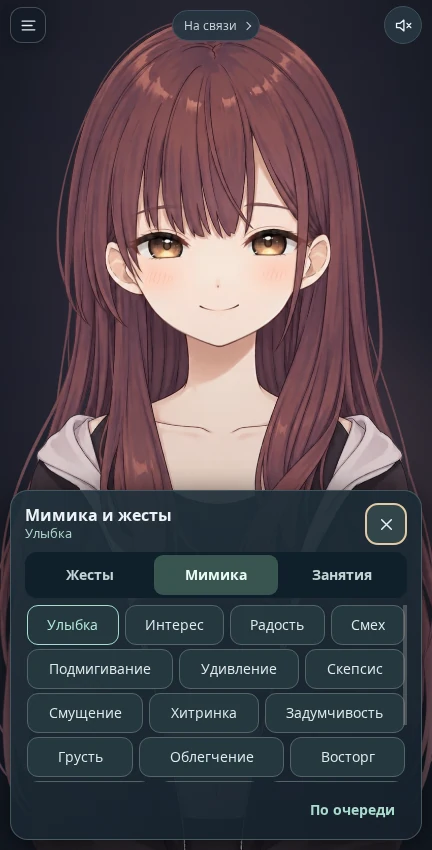 На связи
Мимика и жесты
Улыбка
Жесты Мимика Занятия
Улыбка Интерес Радость Смех
Подмигивание Удивление Скепсис
Смущение Хитринка Задумчивость
Грусть Облегчение Восторг
По очереди